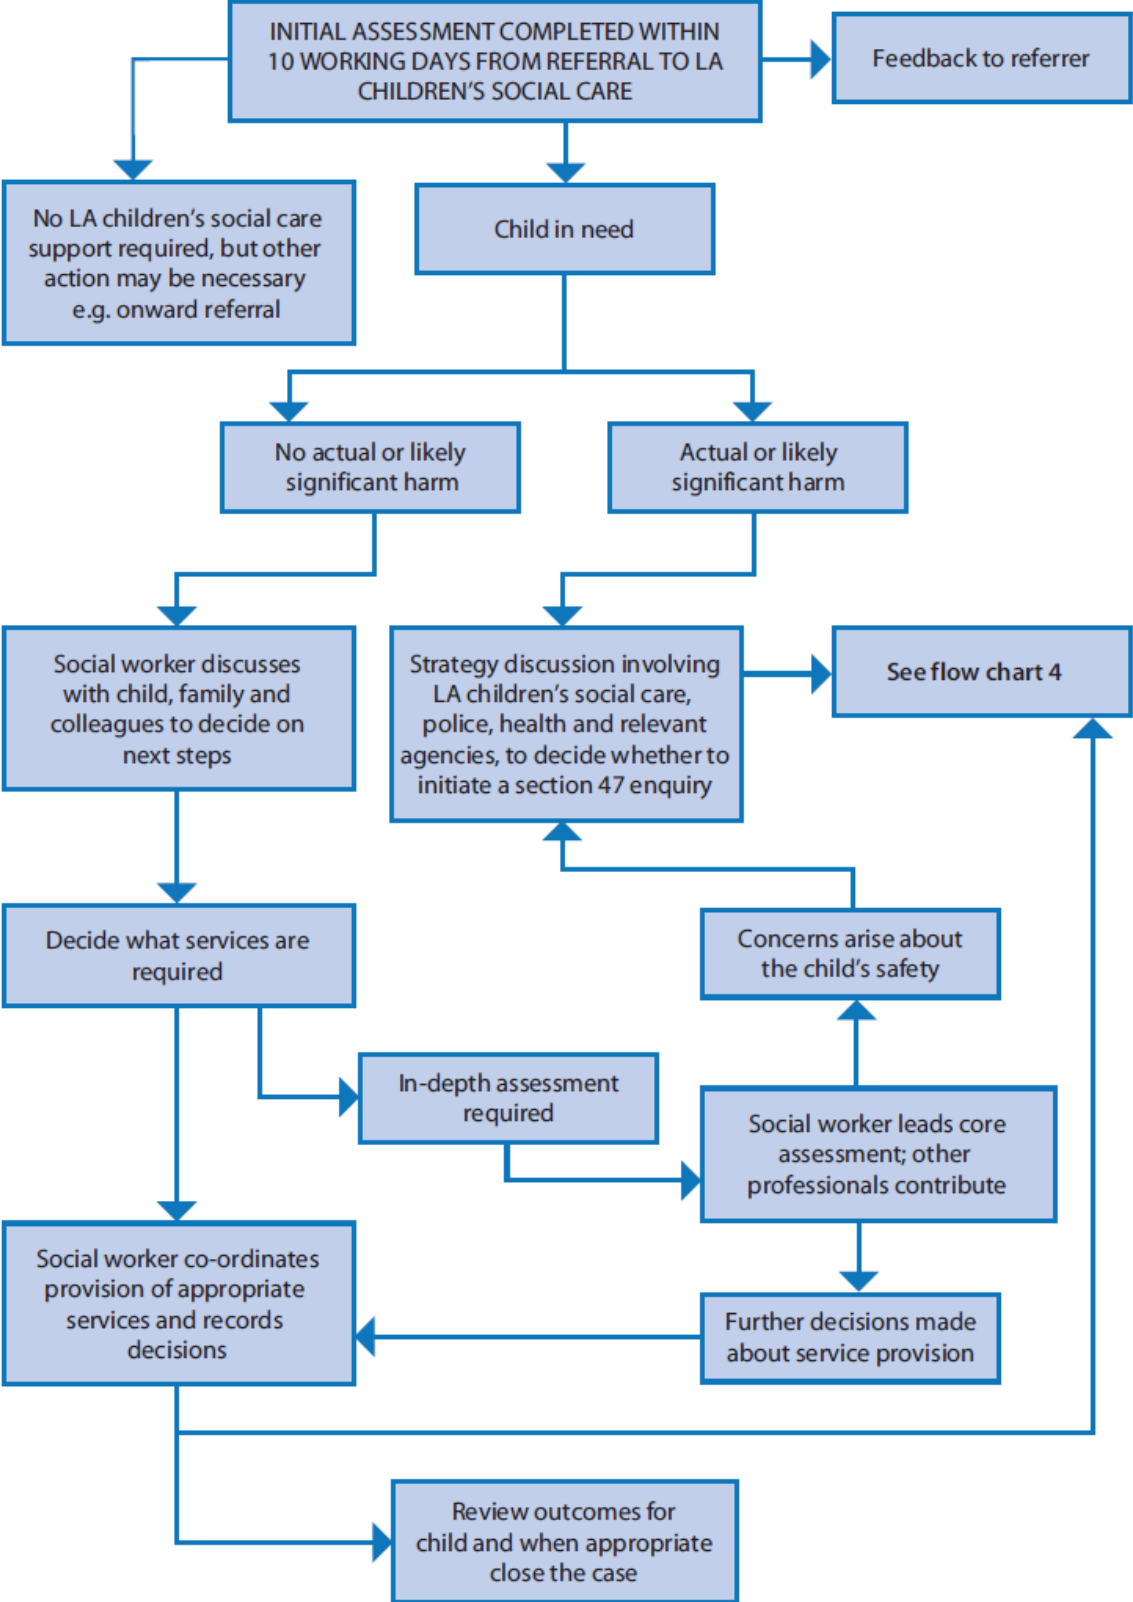 INITIAL ASSESSMENT COMPLETED WITHIN
10 WORKING DAYS FROM REFERRAL TO LA
CHILDREN'S SOCIAL CARE
Feedback to referrer
No LA children's social care
support required, but other
action may be necessary
e.g. onward referral
Child in need
No actual or likely
significant harm
Actual or likely
significant harm
Social worker discusses
with child, family and
colleagues to decide on
next steps
Strategy discussion involving
LA children's social care,
police, health and relevant
agencies, to decide whether to
initiate a section 47 enquiry
See flow chart 4
Decide what services are
required
Concerns arise about
the child's safety
In-depth assessment
required
Social worker leads core
assessment; other
professionals contribute
Social worker co-ordinates
provision of appropriate
services and records
decisions
Further decisions made
about service provision
Review outcomes for
child and when appropriate
close the case